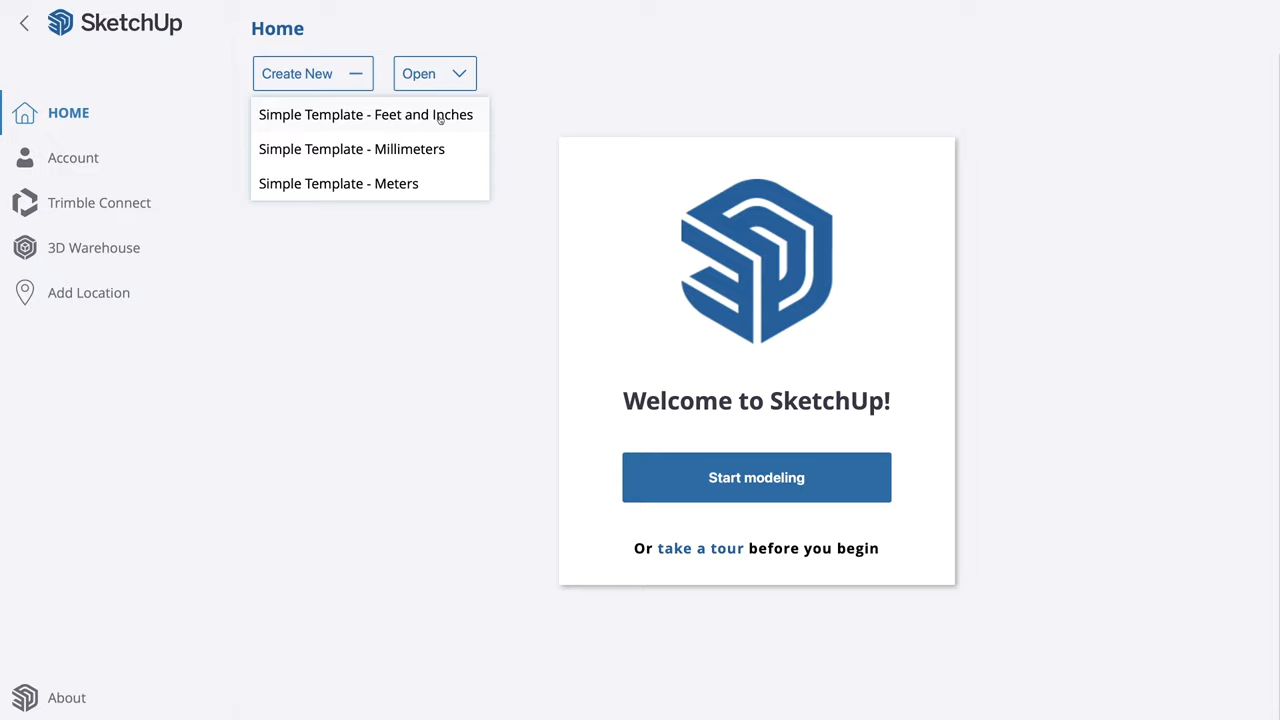 SketchUp
Home
Create New
Open
Simple Template - Feet and Inches
Simple Template - Millimeters
Simple Template - Meters
HOME
Account
Trimble Connect
3D Warehouse
Add Location
Welcome to SketchUp!
Start modeling
Or take a tour before you begin
About